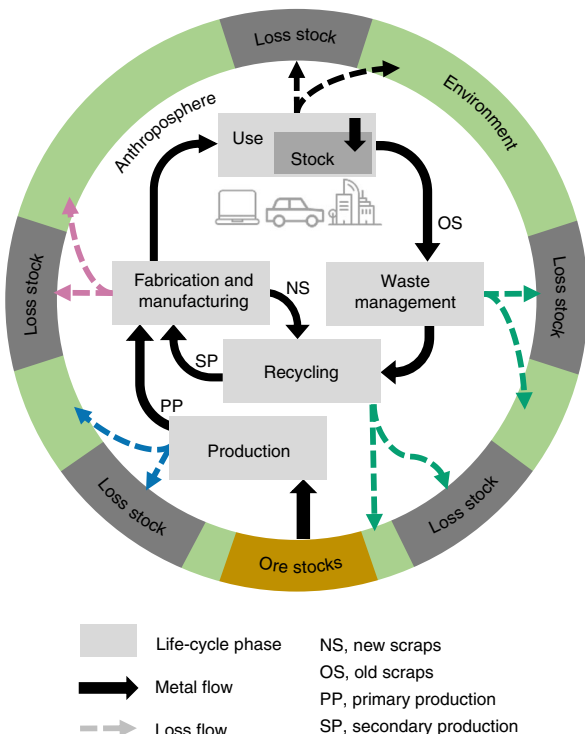 Loss stock
Environment
Anthroposphere
Use
Stock
OS
Loss stock
Fabrication and
manufacturing
NS
Waste
management
Loss stock
SP
Recycling
PP
Production
Loss stock
Loss stock
Ore stocks
Life-cycle phase
Metal flow
Loss flow
NS, new scraps
OS, old scraps
PP, primary production
SP, secondary production